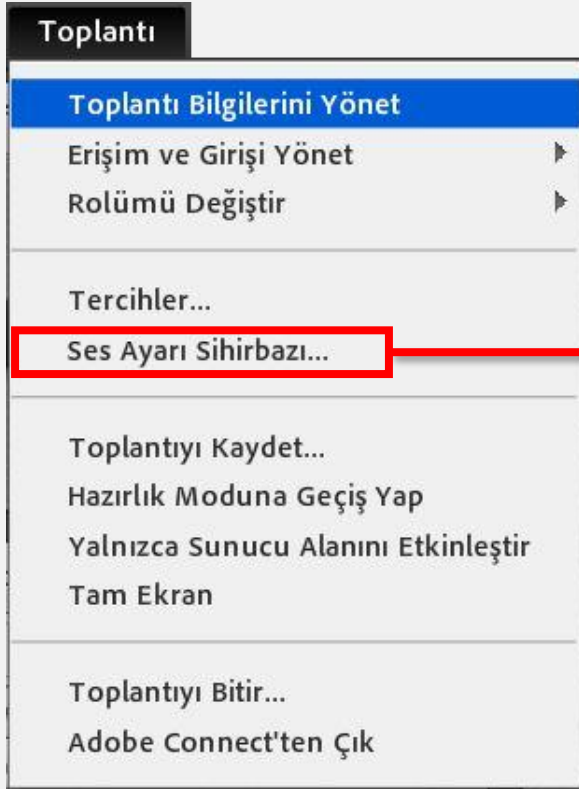 Toplantı
Toplantı Bilgilerini Yönet
Erişim ve Girişi Yönet
Rolümü Değiştir
Tercihler...
Ses Ayarı Sihirbazı...
Toplantıyı Kaydet...
Hazırlık Moduna Geçiş Yap
Yalnızca Sunucu Alanını Etkinleştir
Tam Ekran
Toplantıyı Bitir...
Adobe Connect'ten Çık